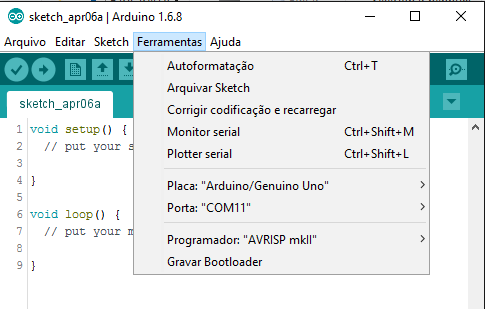 sketch_apr06a | Arduino 1.6.8
Arquivo Editar Sketch Ferramentas Ajuda
Autoformatação Ctrl+T
Arquivar Sketch
Corrigir codificação e recarregar
Monitor serial Ctrl+Shift+M
Plotter serial Ctrl+Shift+L
Placa: "Arduino/Genuino Uno"
Porta: "COM11"
Programador: "AVRISP mkII"
Gravar Bootloader
sketch_apr06a
1 void setup() {
2 // put your s
3
4 }
5
6 void loop() {
7 // put your m
8
9 }